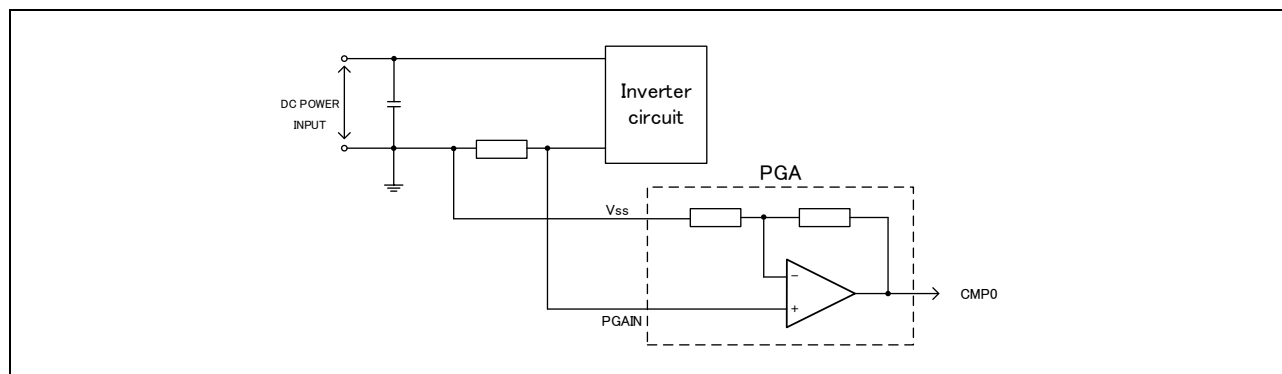 Inverter
circuit
DC POWER
INPUT
PGA
Vss
−
+
CMP0
PGAIN